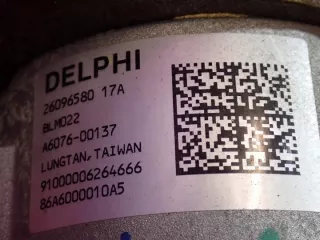 DELPHI
26096580 17A
BLM022
A6076-00137
LUNGTAN, TAIWAN
91000006264666
86A6000010A5